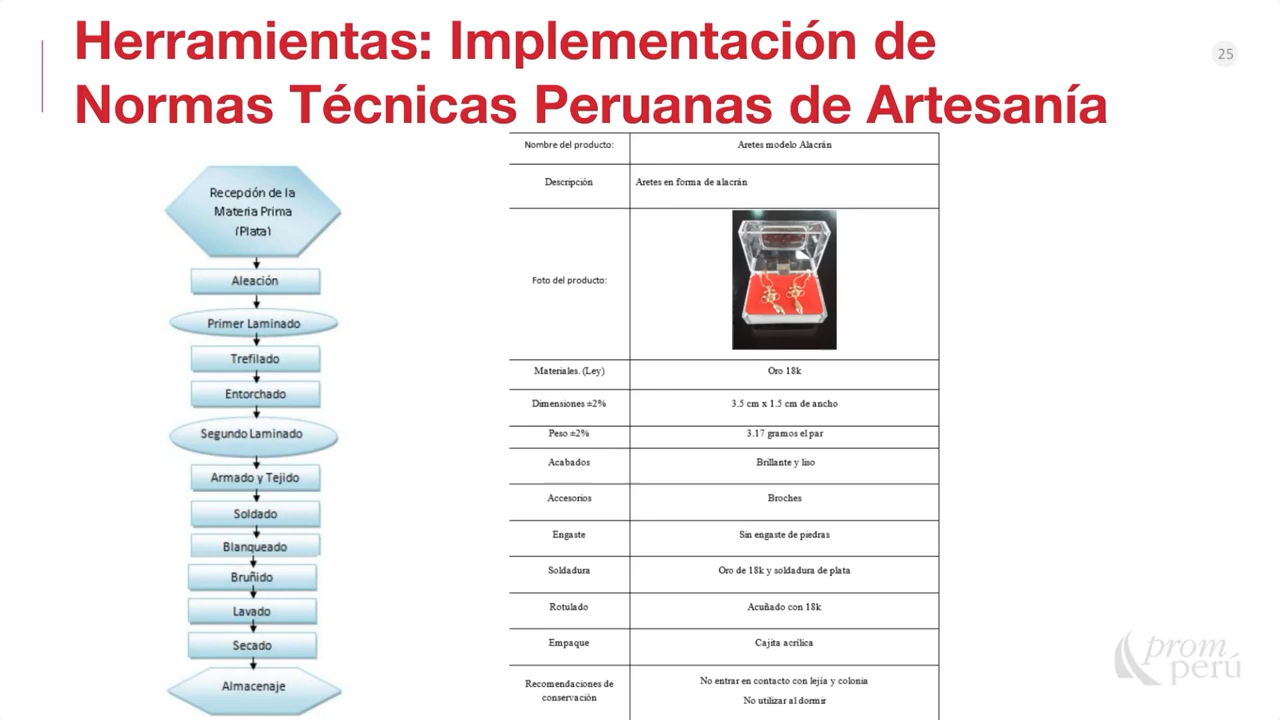 Herramientas: Implementación de
Normas Técnicas Peruanas de Artesanía
25
Recepción de la
Materia Prima
(Plata)
Aleación
Primer Laminado
Trefilado
Entorchado
Segundo Laminado
Armado y Tejido
Soldado
Blanqueado
Bruñido
Lavado
Secado
Almacenaje
Nombre del producto: Aretes modelo Alacrán
Descripción Aretes en forma de alacrán
Foto del producto:
Materiales. (Ley) Oro 18k
Dimensiones ±2% 3.5 cm x 1.5 cm de ancho
Peso ±2% 3.17 gramos el par
Acabados Brillante y liso
Accesorios Broches
Engaste Sin engaste de piedras
Soldadura Oro de 18k y soldadura de plata
Rotulado Acuñado con 18k
Empaque Cajita acrílica
Recomendaciones de
conservación
No entrar en contacto con lejía y colonia
No utilizar al dormir
prom
perú